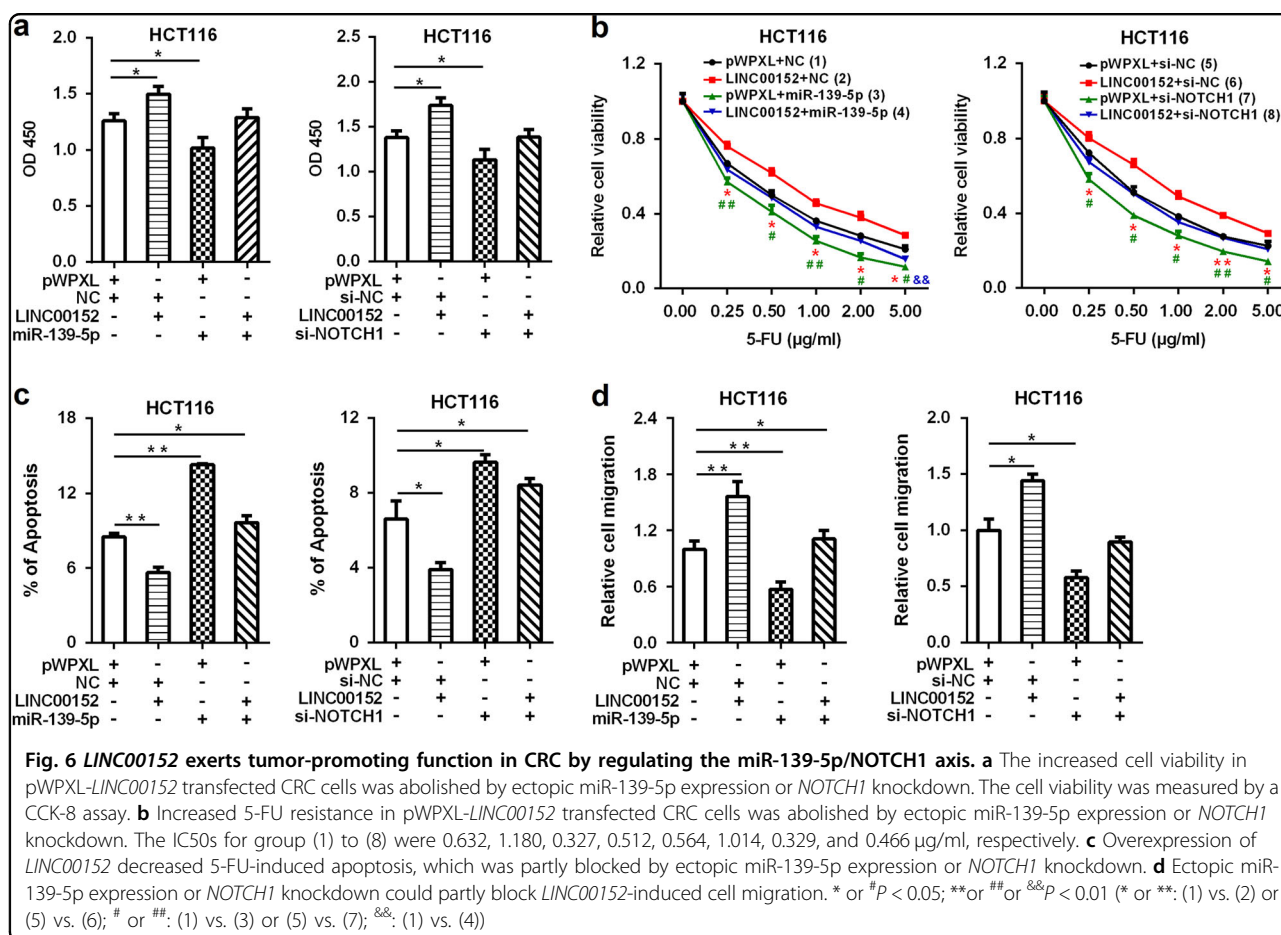 a
HCT116
2.0
1.5
1.0
0.5
0.0
OD 450
*
*
pWPXL + - + -
NC + + - -
LINC00152 - + - +
miR-139-5p - - + +
HCT116
2.5
2.0
1.5
1.0
0.5
0.0
OD 450
*
*
pWPXL + - + -
si-NC + + - -
LINC00152 - + - +
si-NOTCH1 - - + +
b
HCT116
pWPXL+NC (1)
LINC00152+NC (2)
pWPXL+miR-139-5p (3)
LINC00152+miR-139-5p (4)
1.2
0.8
0.4
0.0
Relative cell viability
* * * * * &&
## # ## # #
0.00 0.25 0.50 1.00 2.00 5.00
5-FU (µg/ml)
HCT116
pWPXL+si-NC (5)
LINC00152+si-NC (6)
pWPXL+si-NOTCH1 (7)
LINC00152+si-NOTCH1 (8)
1.2
0.8
0.4
0.0
Relative cell viability
* * * ** *
# # # ## #
0.00 0.25 0.50 1.00 2.00 5.00
5-FU (µg/ml)
c
HCT116
18
12
6
0
% of Apoptosis
*
**
**
pWPXL + - + -
NC + + - -
LINC00152 - + - +
miR-139-5p - - + +
HCT116
12
8
4
0
% of Apoptosis
*
*
*
pWPXL + - + -
si-NC + + - -
LINC00152 - + - +
si-NOTCH1 - - + +
d
HCT116
2.4
1.8
1.2
0.6
0.0
Relative cell migration
*
**
**
pWPXL + - + -
NC + + - -
LINC00152 - + - +
miR-139-5p - - + +
HCT116
2.0
1.5
1.0
0.5
0.0
Relative cell migration
*
*
pWPXL + - + -
si-NC + + - -
LINC00152 - + - +
si-NOTCH1 - - + +
Fig. 6 LINC00152 exerts tumor-promoting function in CRC by regulating the miR-139-5p/NOTCH1 axis. a The increased cell viability in
pWPXL-LINC00152 transfected CRC cells was abolished by ectopic miR-139-5p expression or NOTCH1 knockdown. The cell viability was measured by a
CCK-8 assay. b Increased 5-FU resistance in pWPXL-LINC00152 transfected CRC cells was abolished by ectopic miR-139-5p expression or NOTCH1
knockdown. The IC50s for group (1) to (8) were 0.632, 1.180, 0.327, 0.512, 0.564, 1.014, 0.329, and 0.466 µg/ml, respectively. c Overexpression of
LINC00152 decreased 5-FU-induced apoptosis, which was partly blocked by ectopic miR-139-5p expression or NOTCH1 knockdown. d Ectopic miR-
139-5p expression or NOTCH1 knockdown could partly block LINC00152-induced cell migration. * or #P < 0.05; **or ##or &&P < 0.01 (* or **: (1) vs. (2) or
(5) vs. (6); # or ##: (1) vs. (3) or (5) vs. (7); &&: (1) vs. (4))